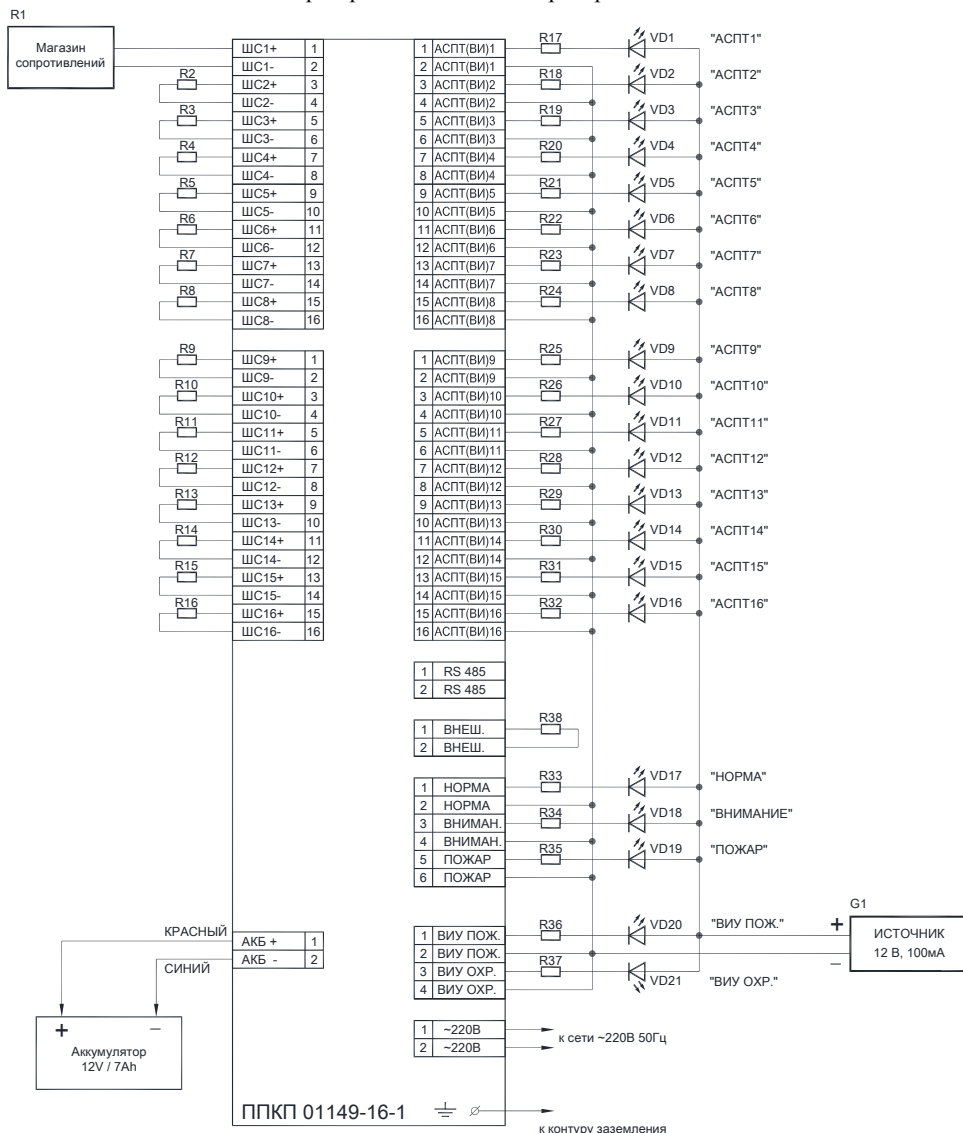 R1
Магазин
сопротивлений
ШС1+ 1
ШС1- 2
R2
ШС2+ 3
ШС2- 4
R3
ШС3+ 5
ШС3- 6
R4
ШС4+ 7
ШС4- 8
R5
ШС5+ 9
ШС5- 10
R6
ШС6+ 11
ШС6- 12
R7
ШС7+ 13
ШС7- 14
R8
ШС8+ 15
ШС8- 16
R9
ШС9+ 1
ШС9- 2
R10
ШС10+ 3
ШС10- 4
R11
ШС11+ 5
ШС11- 6
R12
ШС12+ 7
ШС12- 8
R13
ШС13+ 9
ШС13- 10
R14
ШС14+ 11
ШС14- 12
R15
ШС15+ 13
ШС15- 14
R16
ШС16+ 15
ШС16- 16
1 АСПТ(ВИ)1 R17 VD1 "АСПТ1"
2 АСПТ(ВИ)1
3 АСПТ(ВИ)2 R18 VD2 "АСПТ2"
4 АСПТ(ВИ)2
5 АСПТ(ВИ)3 R19 VD3 "АСПТ3"
6 АСПТ(ВИ)3
7 АСПТ(ВИ)4 R20 VD4 "АСПТ4"
8 АСПТ(ВИ)4
9 АСПТ(ВИ)5 R21 VD5 "АСПТ5"
10 АСПТ(ВИ)5
11 АСПТ(ВИ)6 R22 VD6 "АСПТ6"
12 АСПТ(ВИ)6
13 АСПТ(ВИ)7 R23 VD7 "АСПТ7"
14 АСПТ(ВИ)7
15 АСПТ(ВИ)8 R24 VD8 "АСПТ8"
16 АСПТ(ВИ)8
1 АСПТ(ВИ)9 R25 VD9 "АСПТ9"
2 АСПТ(ВИ)9
3 АСПТ(ВИ)10 R26 VD10 "АСПТ10"
4 АСПТ(ВИ)10
5 АСПТ(ВИ)11 R27 VD11 "АСПТ11"
6 АСПТ(ВИ)11
7 АСПТ(ВИ)12 R28 VD12 "АСПТ12"
8 АСПТ(ВИ)12
9 АСПТ(ВИ)13 R29 VD13 "АСПТ13"
10 АСПТ(ВИ)13
11 АСПТ(ВИ)14 R30 VD14 "АСПТ14"
12 АСПТ(ВИ)14
13 АСПТ(ВИ)15 R31 VD15 "АСПТ15"
14 АСПТ(ВИ)15
15 АСПТ(ВИ)16 R32 VD16 "АСПТ16"
16 АСПТ(ВИ)16
1 RS 485
2 RS 485
1 ВНЕШ. R38
2 ВНЕШ.
1 НОРМА R33 VD17 "НОРМА"
2 НОРМА
3 ВНИМАН. R34 VD18 "ВНИМАНИЕ"
4 ВНИМАН.
5 ПОЖАР R35 VD19 "ПОЖАР"
6 ПОЖАР
1 ВИУ ПОЖ. R36 VD20 "ВИУ ПОЖ."
2 ВИУ ПОЖ.
3 ВИУ ОХР. R37 VD21 "ВИУ ОХР."
4 ВИУ ОХР.
G1
+ ИСТОЧНИК
− 12 В, 100мА
КРАСНЫЙ АКБ + 1
СИНИЙ АКБ - 2
+ −
Аккумулятор
12V / 7Ah
1 ~220В
2 ~220В
к сети ~220В 50Гц
ППКП 01149-16-1
к контуру заземления